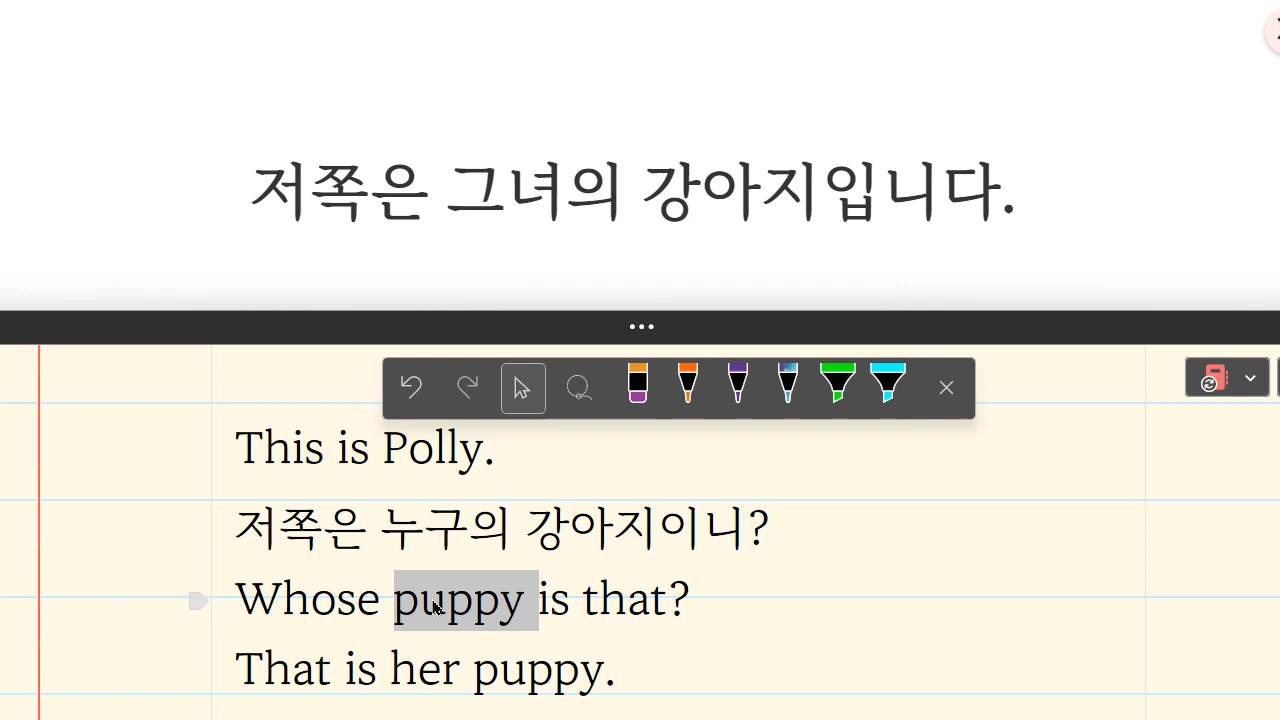 저쪽은 그녀의 강아지입니다.
This is Polly.
저쪽은 누구의 강아지이니?
Whose puppy is that?
That is her puppy.